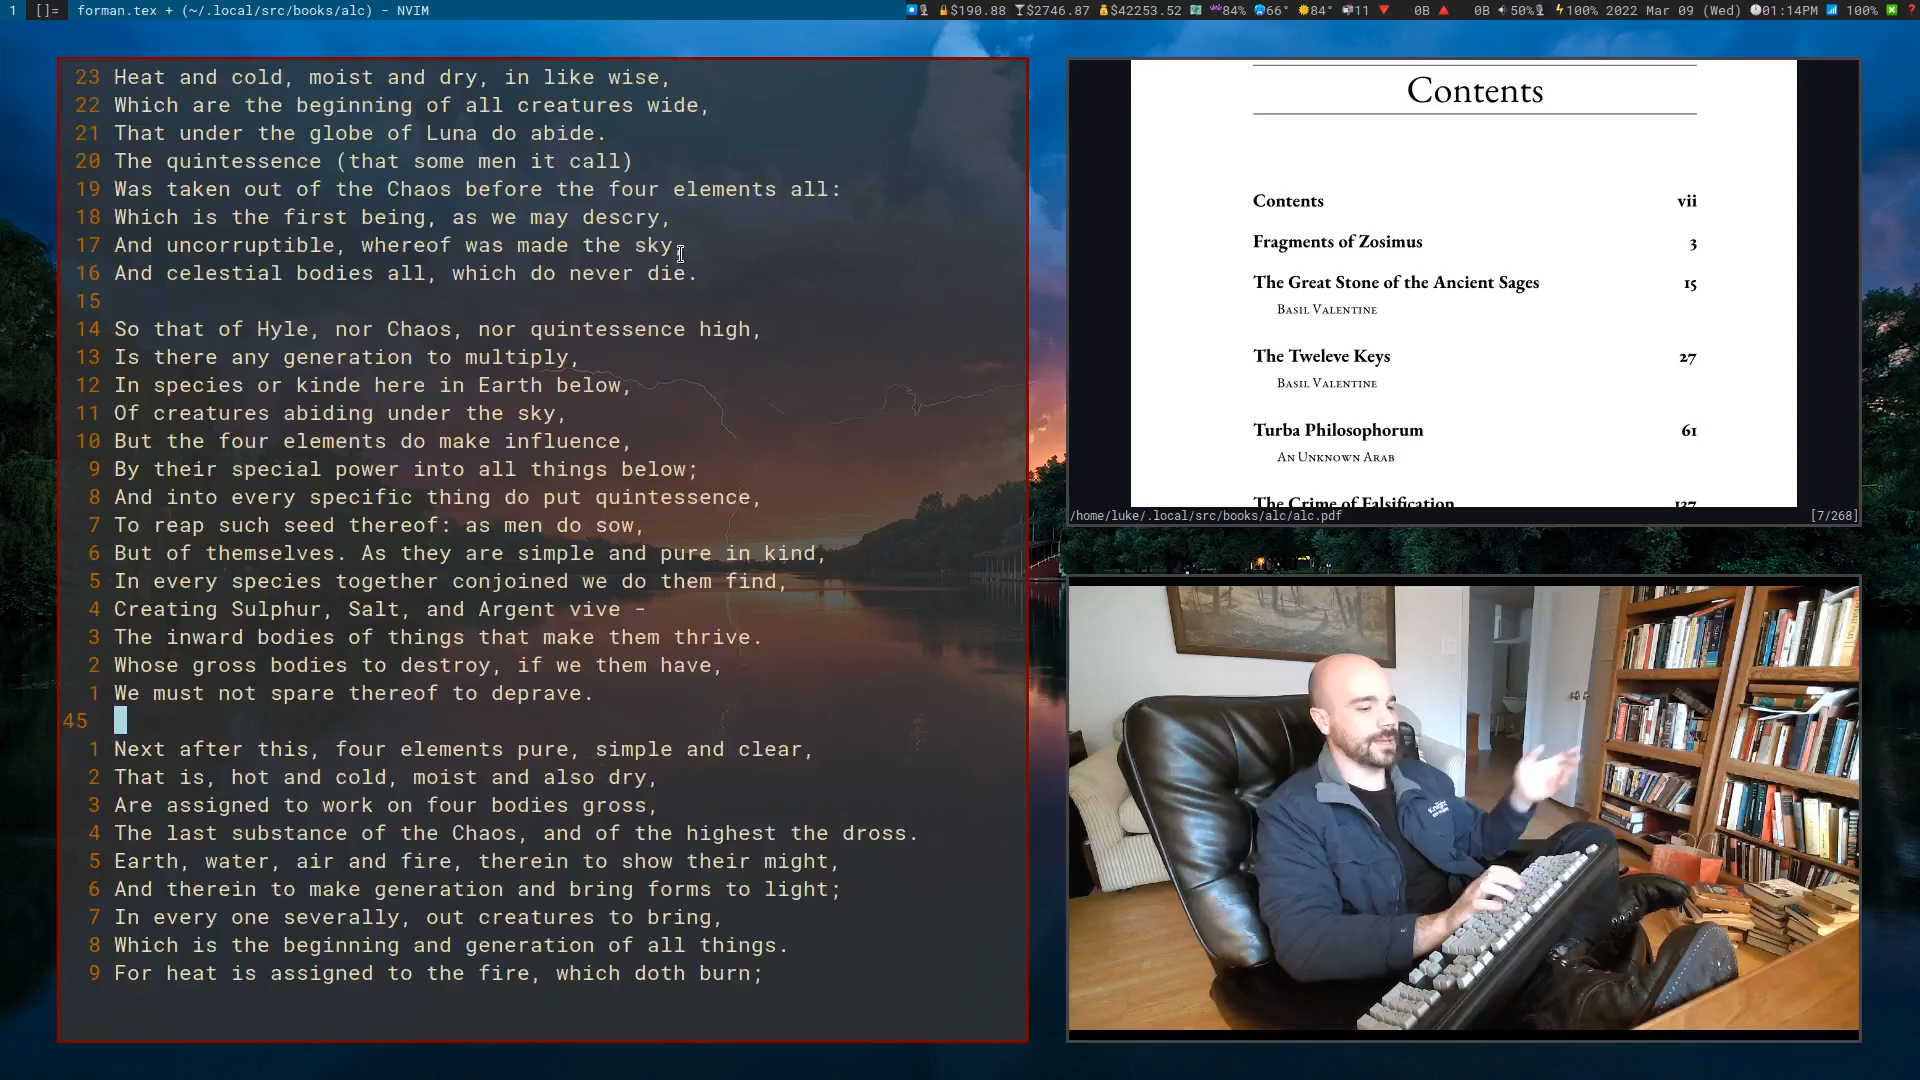 1 []= forman.tex + (~/.local/src/books/alc) - NVIM
$190.88 $2746.87 $42253.52 84% 66° 84° 11 0B 0B 50% 100% 2022 Mar 09 (Wed) 01:14PM 100%
23 Heat and cold, moist and dry, in like wise,
22 Which are the beginning of all creatures wide,
21 That under the globe of Luna do abide.
20 The quintessence (that some men it call)
19 Was taken out of the Chaos before the four elements all:
18 Which is the first being, as we may descry,
17 And uncorruptible, whereof was made the sky,
16 And celestial bodies all, which do never die.
15
14 So that of Hyle, nor Chaos, nor quintessence high,
13 Is there any generation to multiply,
12 In species or kinde here in Earth below,
11 Of creatures abiding under the sky,
10 But the four elements do make influence,
9 By their special power into all things below;
8 And into every specific thing do put quintessence,
7 To reap such seed thereof: as men do sow,
6 But of themselves. As they are simple and pure in kind,
5 In every species together conjoined we do them find,
4 Creating Sulphur, Salt, and Argent vive -
3 The inward bodies of things that make them thrive.
2 Whose gross bodies to destroy, if we them have,
1 We must not spare thereof to deprave.
45
1 Next after this, four elements pure, simple and clear,
2 That is, hot and cold, moist and also dry,
3 Are assigned to work on four bodies gross,
4 The last substance of the Chaos, and of the highest the dross.
5 Earth, water, air and fire, therein to show their might,
6 And therein to make generation and bring forms to light;
7 In every one severally, out creatures to bring,
8 Which is the beginning and generation of all things.
9 For heat is assigned to the fire, which doth burn;
Contents
Contents vii
Fragments of Zosimus 3
The Great Stone of the Ancient Sages 15
Basil Valentine
The Tweleve Keys 27
Basil Valentine
Turba Philosophorum 61
An Unknown Arab
The Crime of Falsification 127
/home/luke/.local/src/books/alc/alc.pdf [7/268]